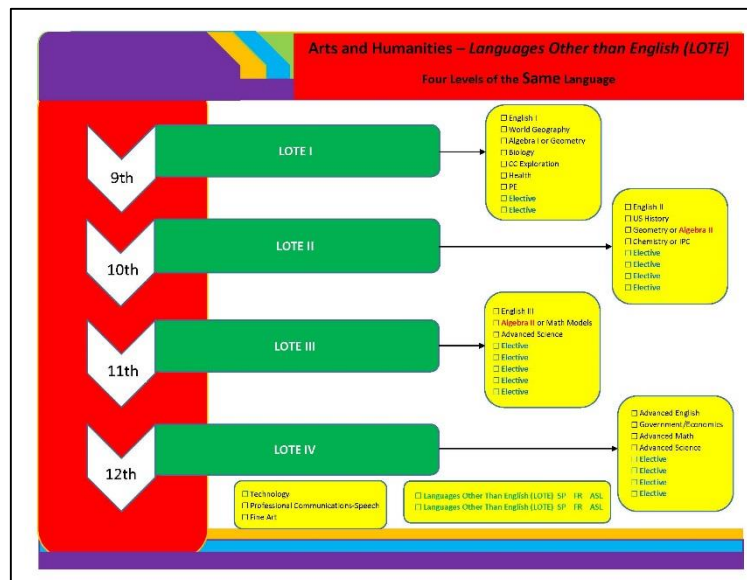 Arts and Humanities – Languages Other than English (LOTE)
Four Levels of the Same Language
9th
LOTE I
☐ English I
☐ World Geography
☐ Algebra I or Geometry
☐ Biology
☐ CC Exploration
☐ Health
☐ PE
☐ Elective
☐ Elective
10th
LOTE II
☐ English II
☐ US History
☐ Geometry or Algebra II
☐ Chemistry or IPC
☐ Elective
☐ Elective
☐ Elective
☐ Elective
11th
LOTE III
☐ English III
☐ Algebra II or Math Models
☐ Advanced Science
☐ Elective
☐ Elective
☐ Elective
☐ Elective
☐ Elective
12th
LOTE IV
☐ Advanced English
☐ Government/Economics
☐ Advanced Math
☐ Advanced Science
☐ Elective
☐ Elective
☐ Elective
☐ Elective
☐ Technology
☐ Professional Communications-Speech
☐ Fine Art
☐ Languages Other Than English (LOTE) SP FR ASL
☐ Languages Other Than English (LOTE) SP FR ASL